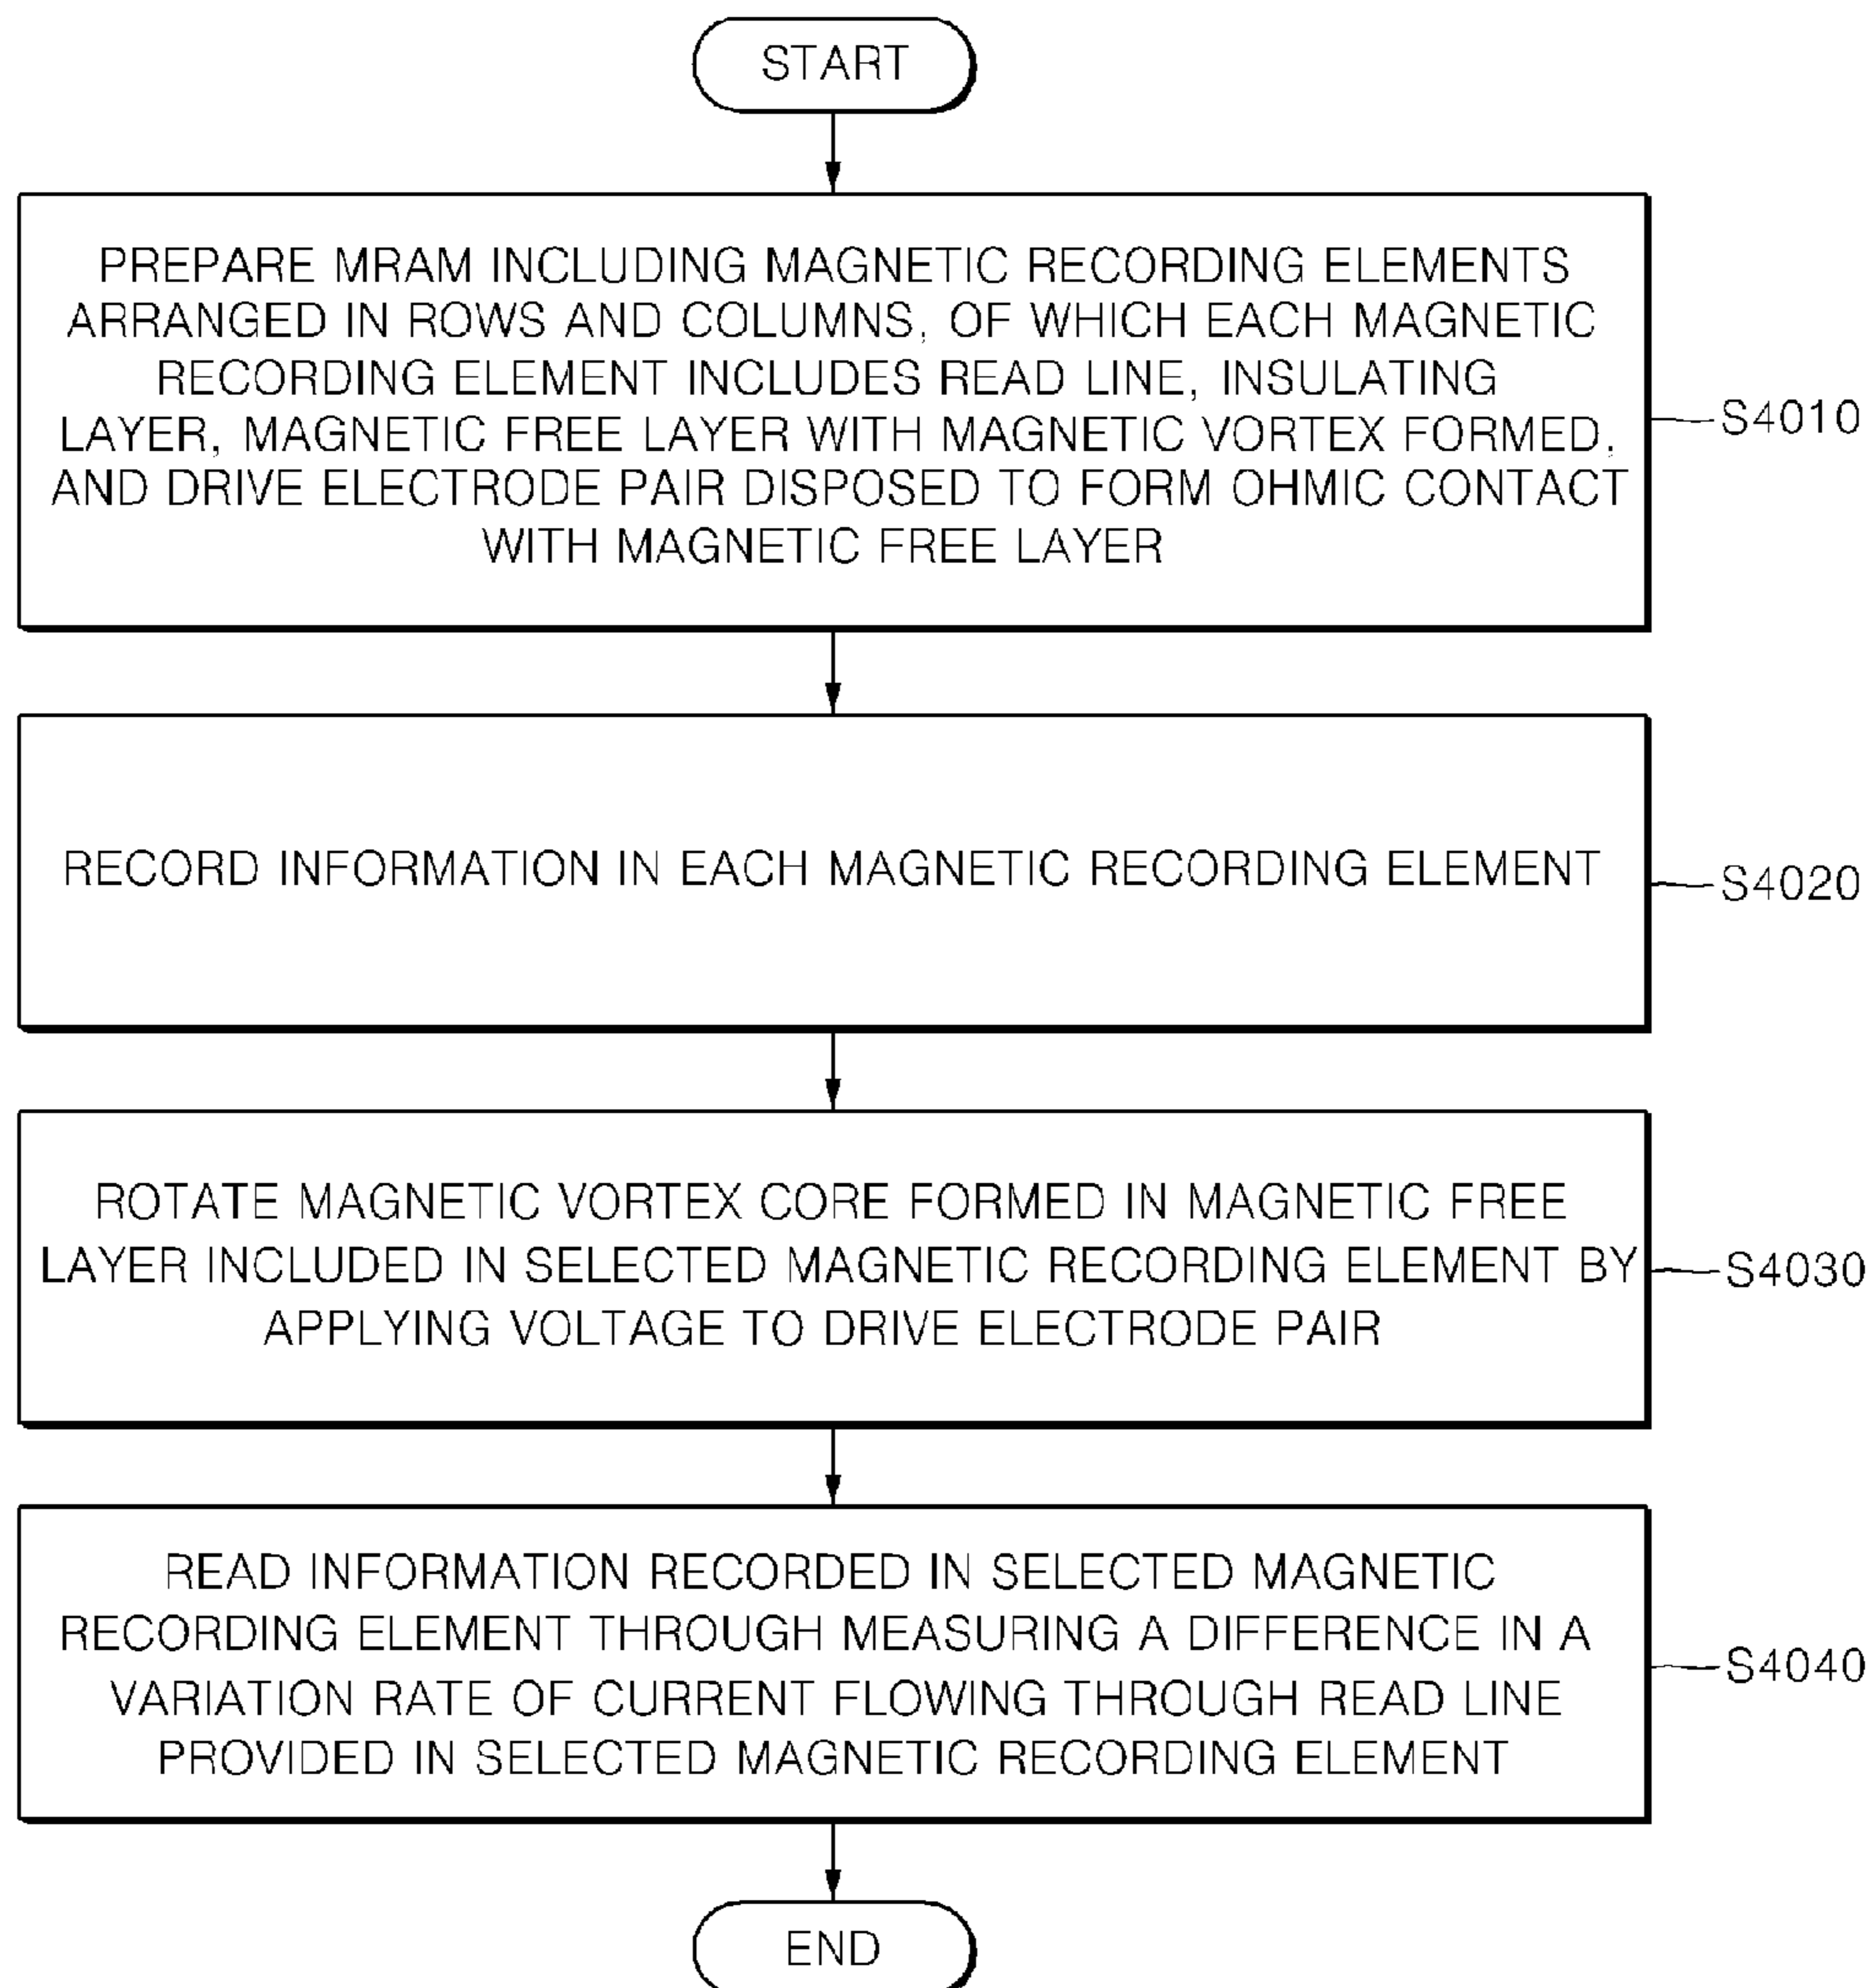 START
PREPARE MRAM INCLUDING MAGNETIC RECORDING ELEMENTS
ARRANGED IN ROWS AND COLUMNS, OF WHICH EACH MAGNETIC
RECORDING ELEMENT INCLUDES READ LINE, INSULATING
LAYER, MAGNETIC FREE LAYER WITH MAGNETIC VORTEX FORMED,
AND DRIVE ELECTRODE PAIR DISPOSED TO FORM OHMIC CONTACT
WITH MAGNETIC FREE LAYER
S4010
RECORD INFORMATION IN EACH MAGNETIC RECORDING ELEMENT
S4020
ROTATE MAGNETIC VORTEX CORE FORMED IN MAGNETIC FREE
LAYER INCLUDED IN SELECTED MAGNETIC RECORDING ELEMENT BY
APPLYING VOLTAGE TO DRIVE ELECTRODE PAIR
S4030
READ INFORMATION RECORDED IN SELECTED MAGNETIC
RECORDING ELEMENT THROUGH MEASURING A DIFFERENCE IN A
VARIATION RATE OF CURRENT FLOWING THROUGH READ LINE
PROVIDED IN SELECTED MAGNETIC RECORDING ELEMENT
S4040
END